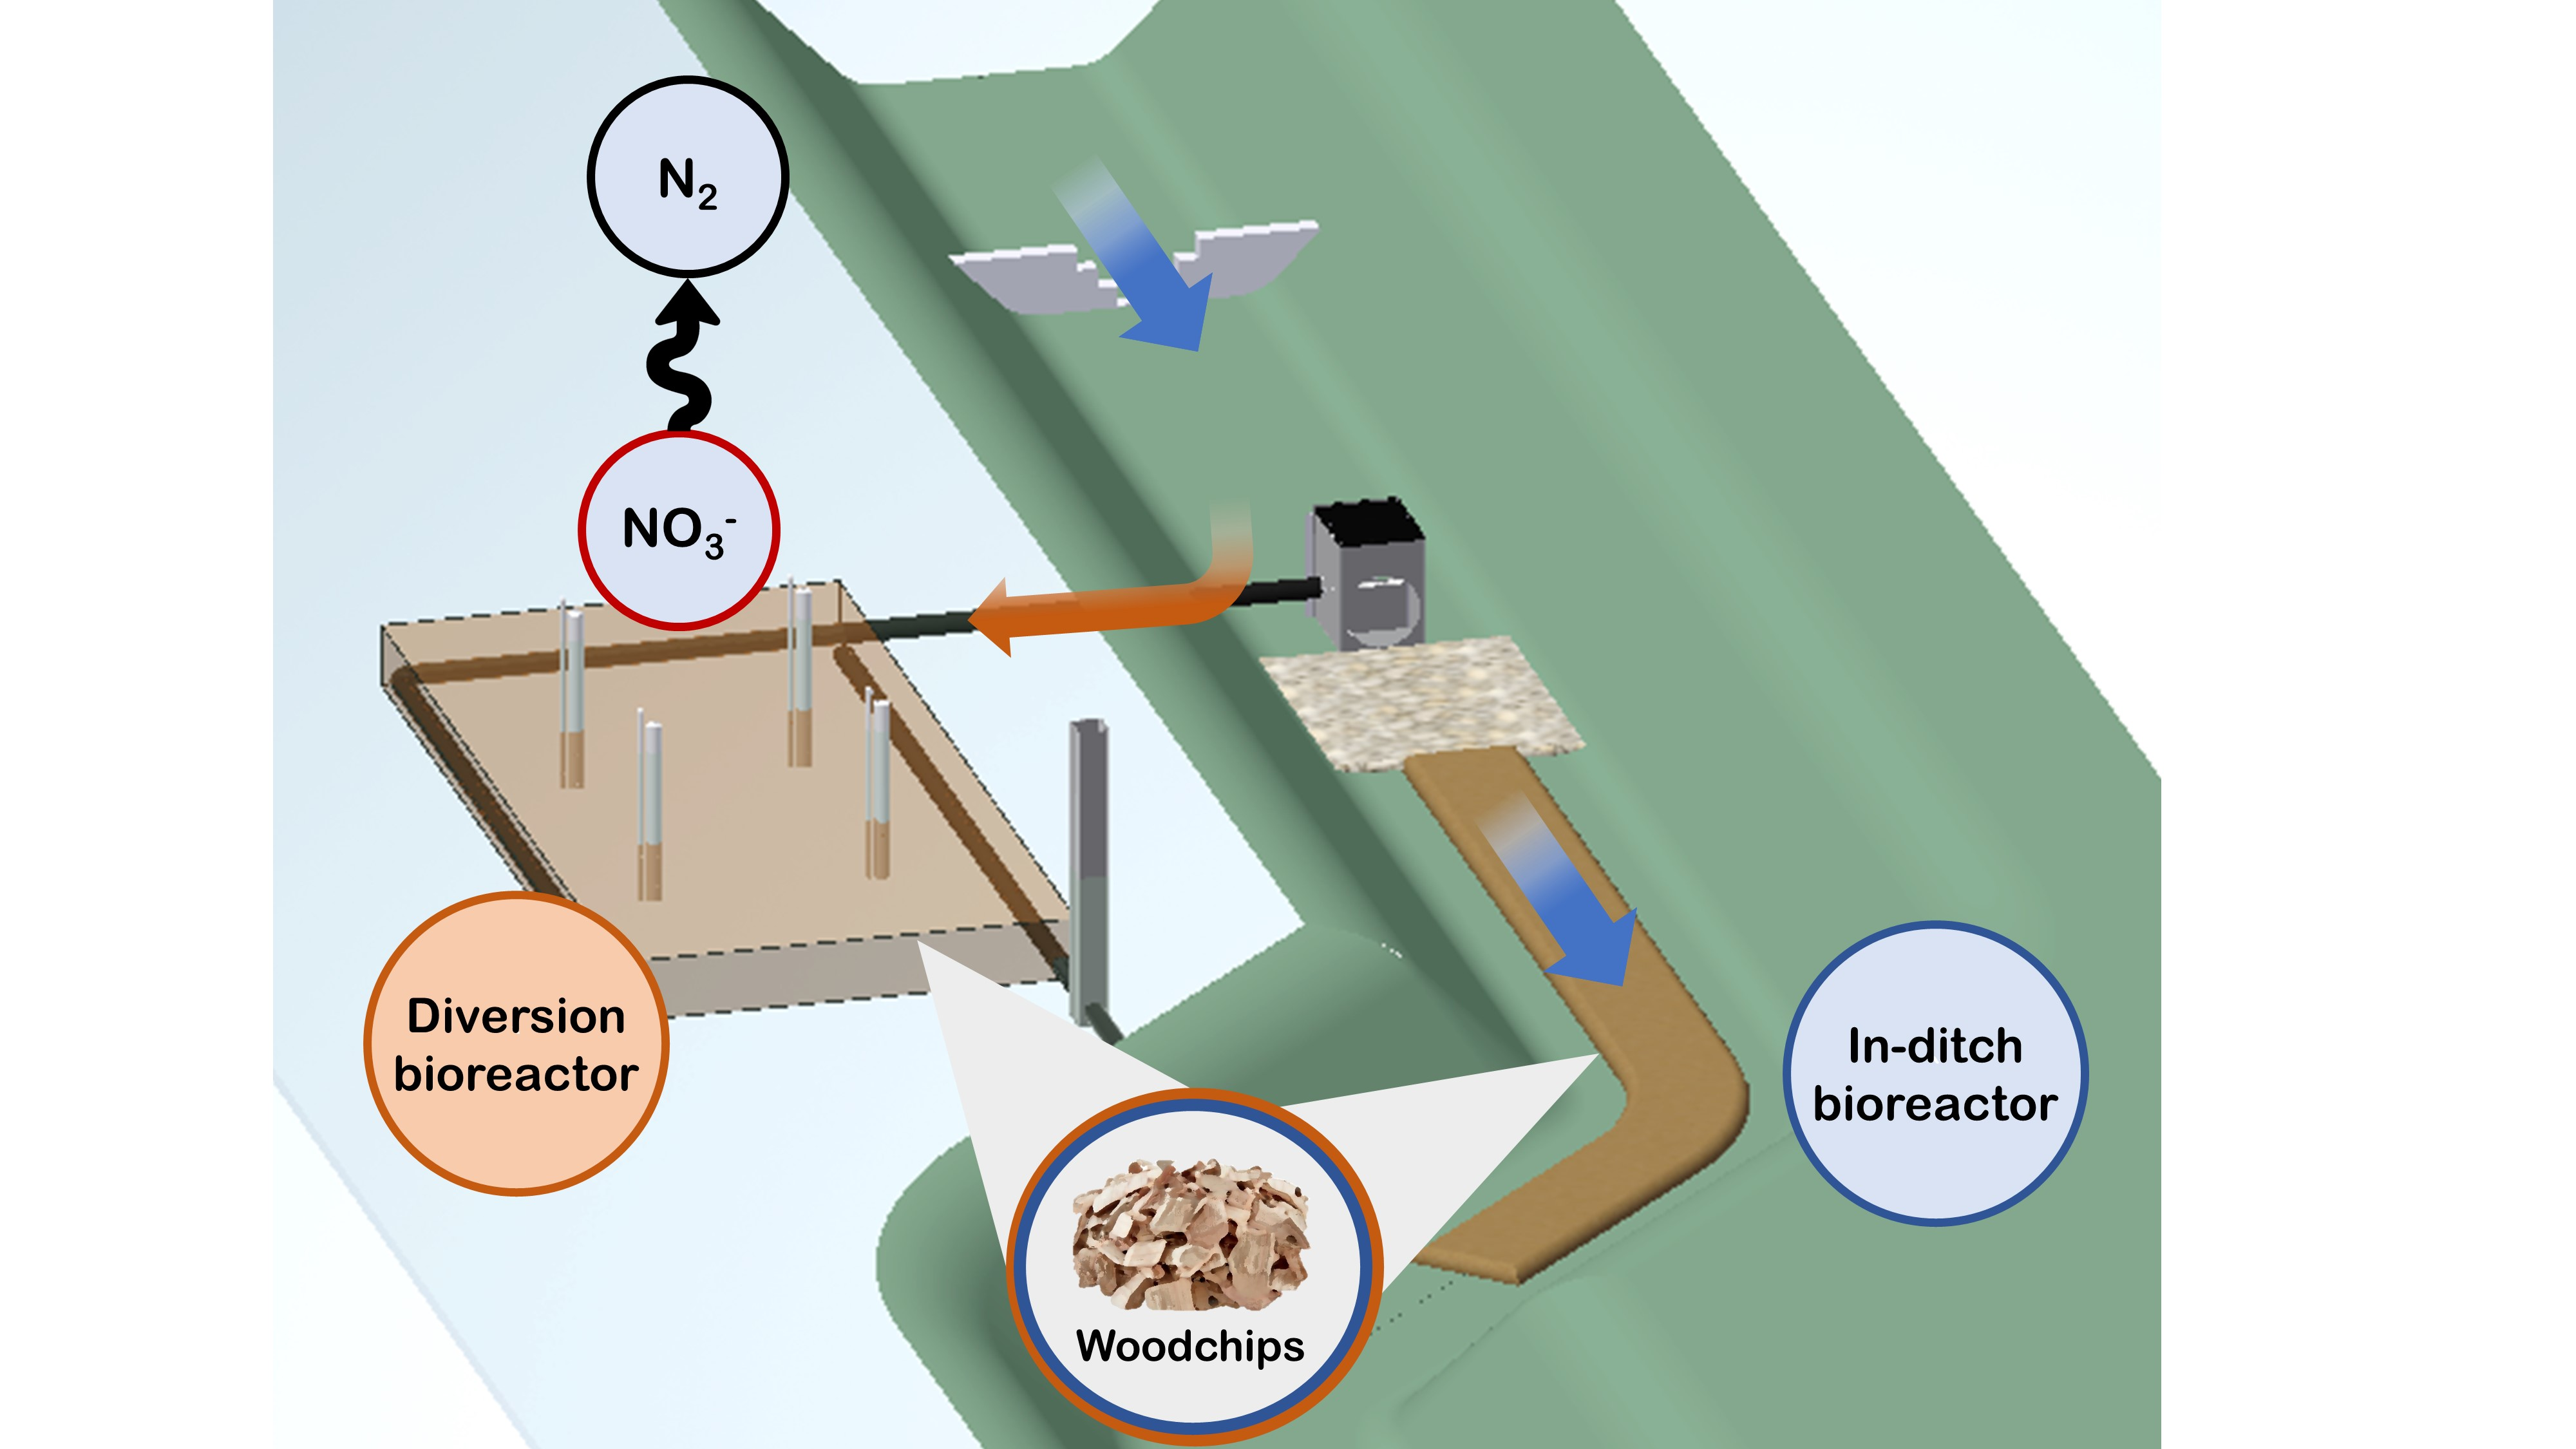 N₂
NO₃⁻
Diversion
bioreactor
In-ditch
bioreactor
Woodchips